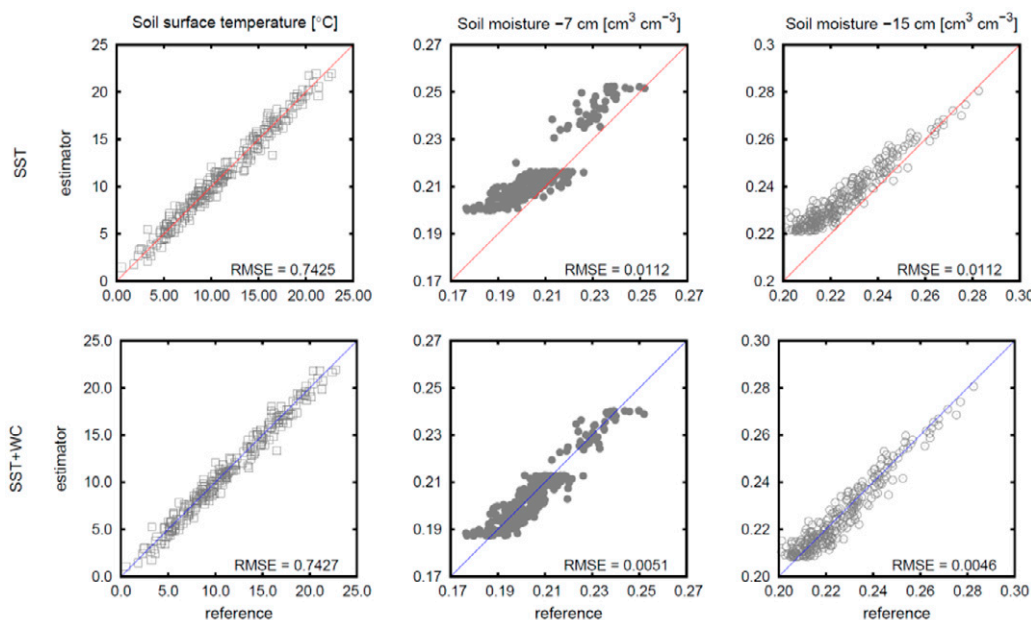 Soil surface temperature [°C]
Soil moisture −7 cm [cm³ cm⁻³]
Soil moisture −15 cm [cm³ cm⁻³]
SST
estimator
25
20
15
10
5
0
RMSE = 0.7425
0.00 5.00 10.00 15.00 20.00 25.00
0.27
0.25
0.23
0.21
0.19
0.17
RMSE = 0.0112
0.17 0.19 0.21 0.23 0.25 0.27
0.3
0.28
0.26
0.24
0.22
0.2
RMSE = 0.0112
0.20 0.22 0.24 0.26 0.28 0.30
SST+WC
estimator
25.0
20.0
15.0
10.0
5.0
0.0
RMSE = 0.7427
0.0 5.0 10.0 15.0 20.0 25.0
reference
0.27
0.25
0.23
0.21
0.19
0.17
RMSE = 0.0051
0.17 0.19 0.21 0.23 0.25 0.27
reference
0.30
0.28
0.26
0.24
0.22
0.20
RMSE = 0.0046
0.20 0.22 0.24 0.26 0.28 0.30
reference